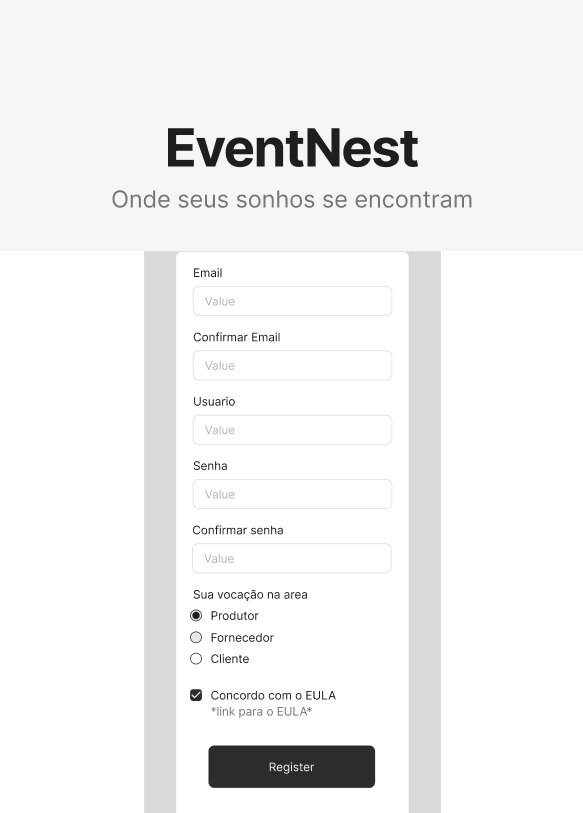 EventNest
Onde seus sonhos se encontram
Email
Value
Confirmar Email
Value
Usuario
Value
Senha
Value
Confirmar senha
Value
Sua vocação na area
Produtor
Fornecedor
Cliente
Concordo com o EULA
*link para o EULA*
Register